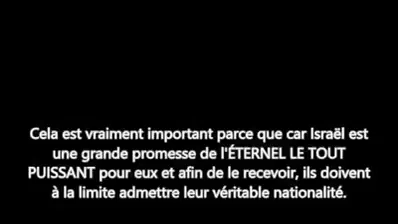 Cela est vraiment important parce que car Israël est
une grande promesse de l'ÉTERNEL LE TOUT
PUISSANT pour eux et afin de le recevoir, ils doivent
à la limite admettre leur véritable nationalité.